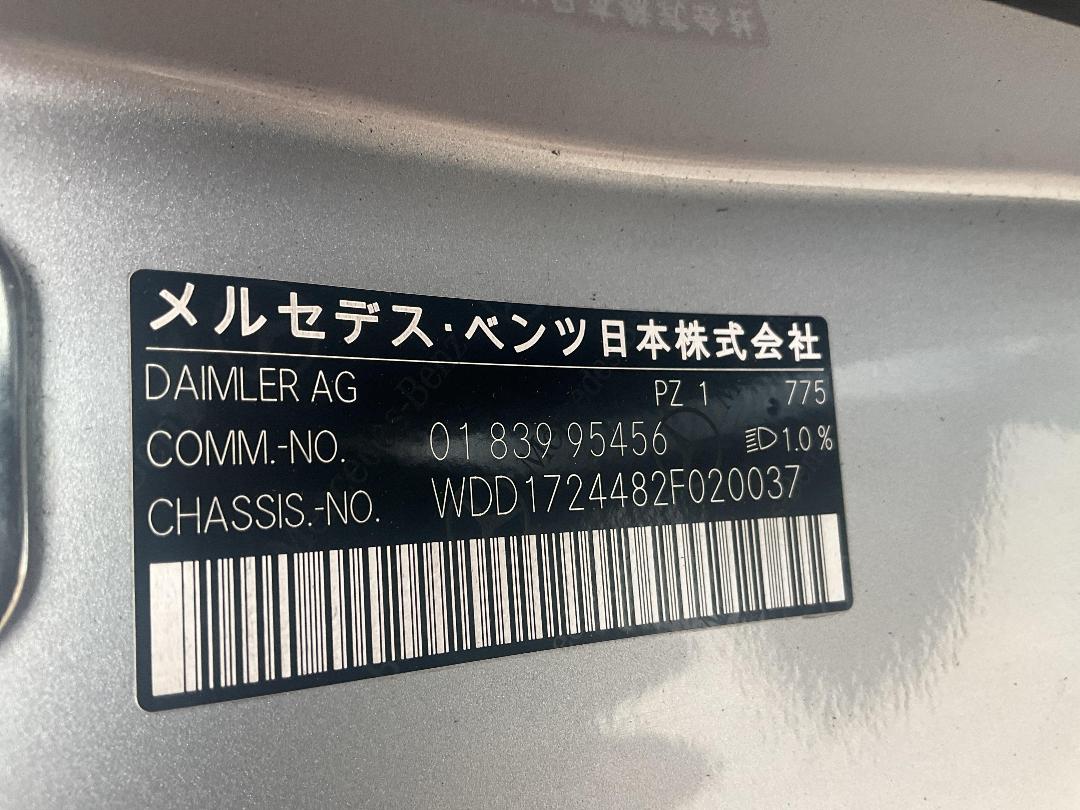 メルセデス・ベンツ日本株式会社
DAIMLER AG PZ 1 775
COMM.-NO. 01 839 95456 1.0%
CHASSIS.-NO. WDD1724482F020037